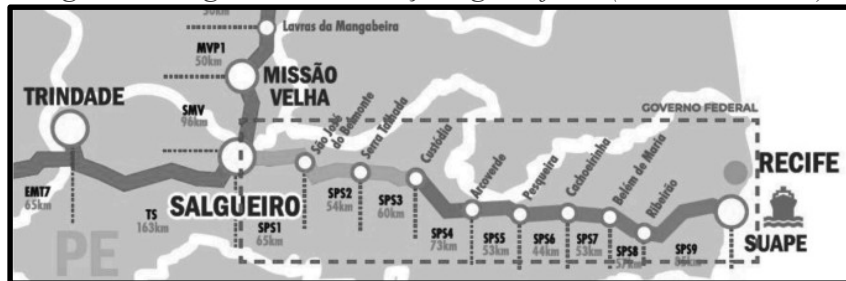 Lavras da Mangabeira
MVP1
50km
MISSÃO
VELHA
TRINDADE
SMV
96km
GOVERNO FEDERAL
São José
do Belmonte
Serra Talhada
Custódia
Arcoverde
Pesqueira
Cachoeirinha
Belém de Maria
Ribeirão
RECIFE
SUAPE
SALGUEIRO
EMT7
65km
TS
163km
SPS1
65km
SPS2
54km
SPS3
60km
SPS4
73km
SPS5
53km
SPS6
44km
SPS7
53km
SPS8
SPS9
PE